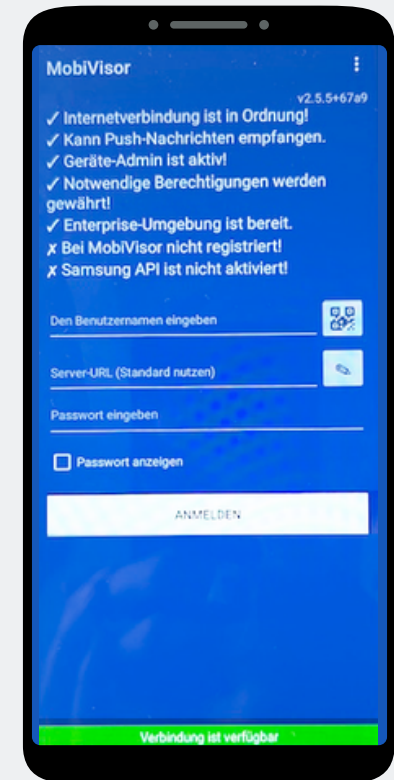 MobiVisor
v2.5.5+67a9
✓ Internetverbindung ist in Ordnung!
✓ Kann Push-Nachrichten empfangen.
✓ Geräte-Admin ist aktiv!
✓ Notwendige Berechtigungen werden
gewährt!
✓ Enterprise-Umgebung ist bereit.
✗ Bei MobiVisor nicht registriert!
✗ Samsung API ist nicht aktiviert!
Den Benutzernamen eingeben
Server-URL (Standard nutzen)
Passwort eingeben
Passwort anzeigen
ANMELDEN
Verbindung ist verfügbar